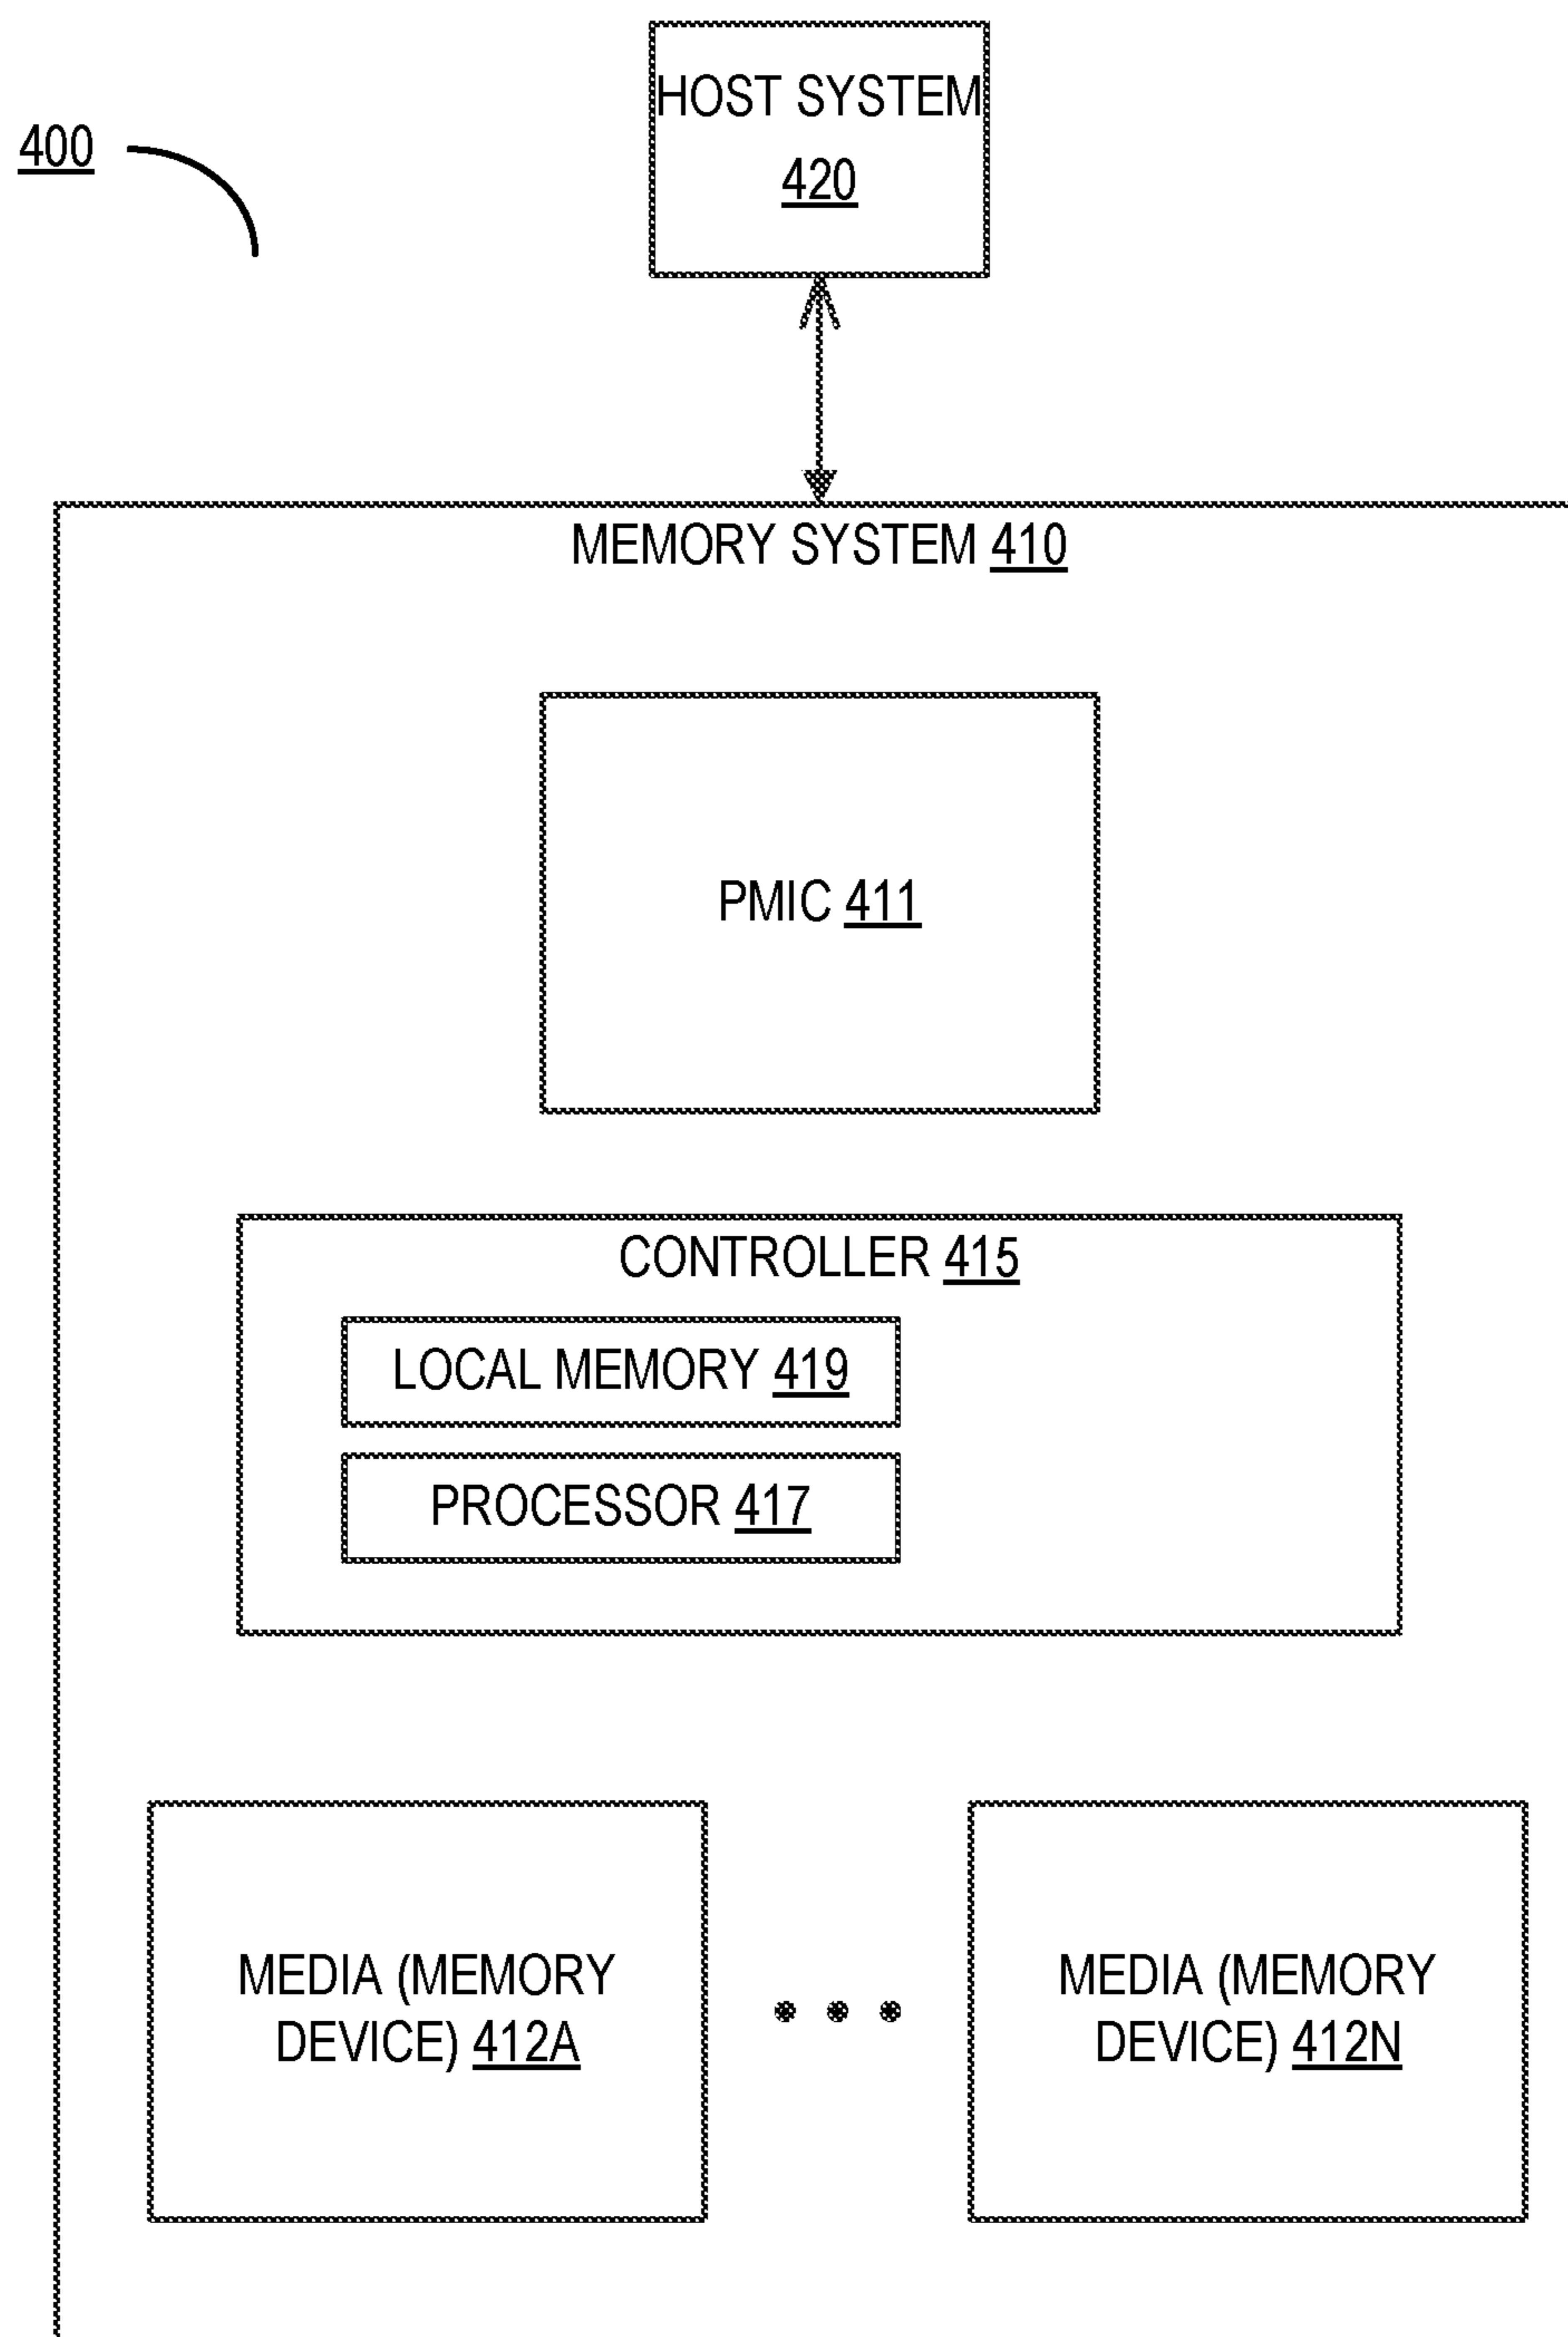 HOST SYSTEM
420
400
MEMORY SYSTEM 410
PMIC 411
CONTROLLER 415
LOCAL MEMORY 419
PROCESSOR 417
MEDIA (MEMORY
DEVICE) 412A
MEDIA (MEMORY
DEVICE) 412N